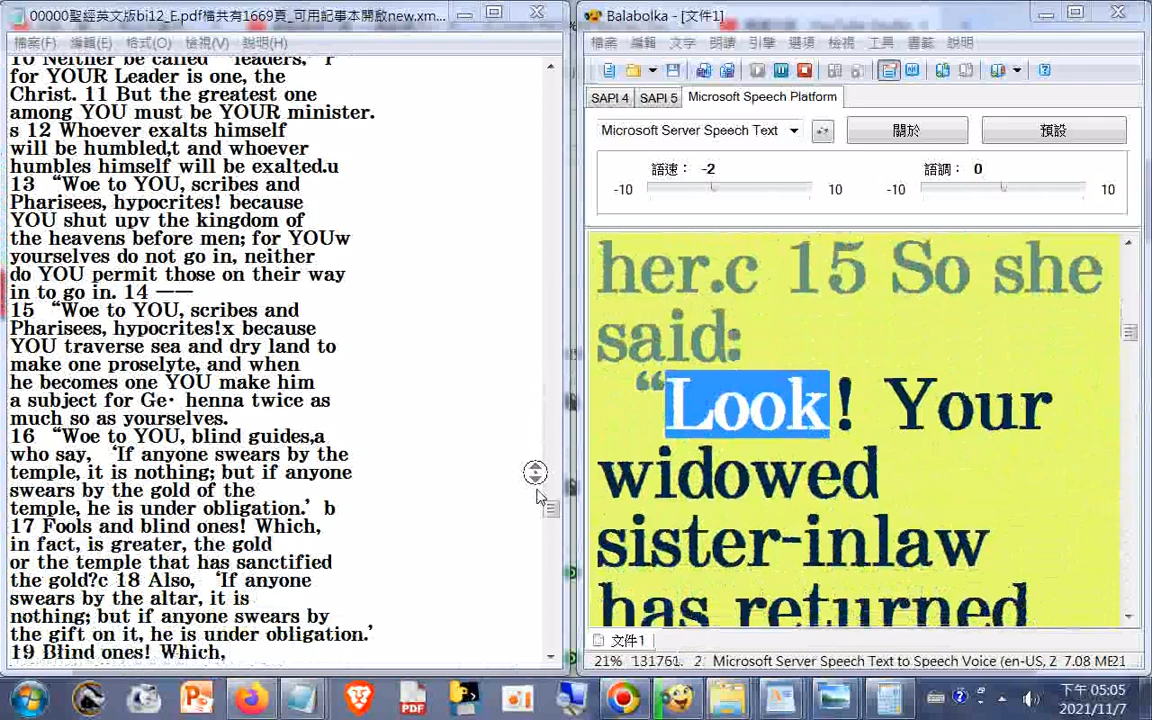 00000聖經英文版bi12_E.pdf檔共有1669頁_可用記事本開啟new.xm...
檔案(F) 編輯(E) 格式(O) 檢視(V) 說明(H)
10 Neither be called ‘leaders,’ r
for YOUR Leader is one, the
Christ. 11 But the greatest one
among YOU must be YOUR minister.
s 12 Whoever exalts himself
will be humbled,t and whoever
humbles himself will be exalted.u
13 “Woe to YOU, scribes and
Pharisees, hypocrites! because
YOU shut upv the kingdom of
the heavens before men; for YOUw
yourselves do not go in, neither
do YOU permit those on their way
in to go in. 14 ——
15 “Woe to YOU, scribes and
Pharisees, hypocrites!x because
YOU traverse sea and dry land to
make one proselyte, and when
he becomes one YOU make him
a subject for Ge· henna twice as
much so as yourselves.
16 “Woe to YOU, blind guides,a
who say, ‘If anyone swears by the
temple, it is nothing; but if anyone
swears by the gold of the
temple, he is under obligation.’ b
17 Fools and blind ones! Which,
in fact, is greater, the gold
or the temple that has sanctified
the gold?c 18 Also, ‘If anyone
swears by the altar, it is
nothing; but if anyone swears by
the gift on it, he is under obligation.’
19 Blind ones! Which,
Balabolka - [文件1]
檔案 編輯 文字 朗讀 引擎 選項 檢視 工具 書籤 說明
SAPI 4 SAPI 5 Microsoft Speech Platform
Microsoft Server Speech Text 關於 預設
語速： -2 語調： 0
-10 10 -10 10
her.c 15 So she
said:
“Look! Your
widowed
sister-inlaw
has returned
文件1
21% Microsoft Server Speech Text to Speech Voice (en-US, Z 7.08 ME21
PDF
下午 05:05
2021/11/7